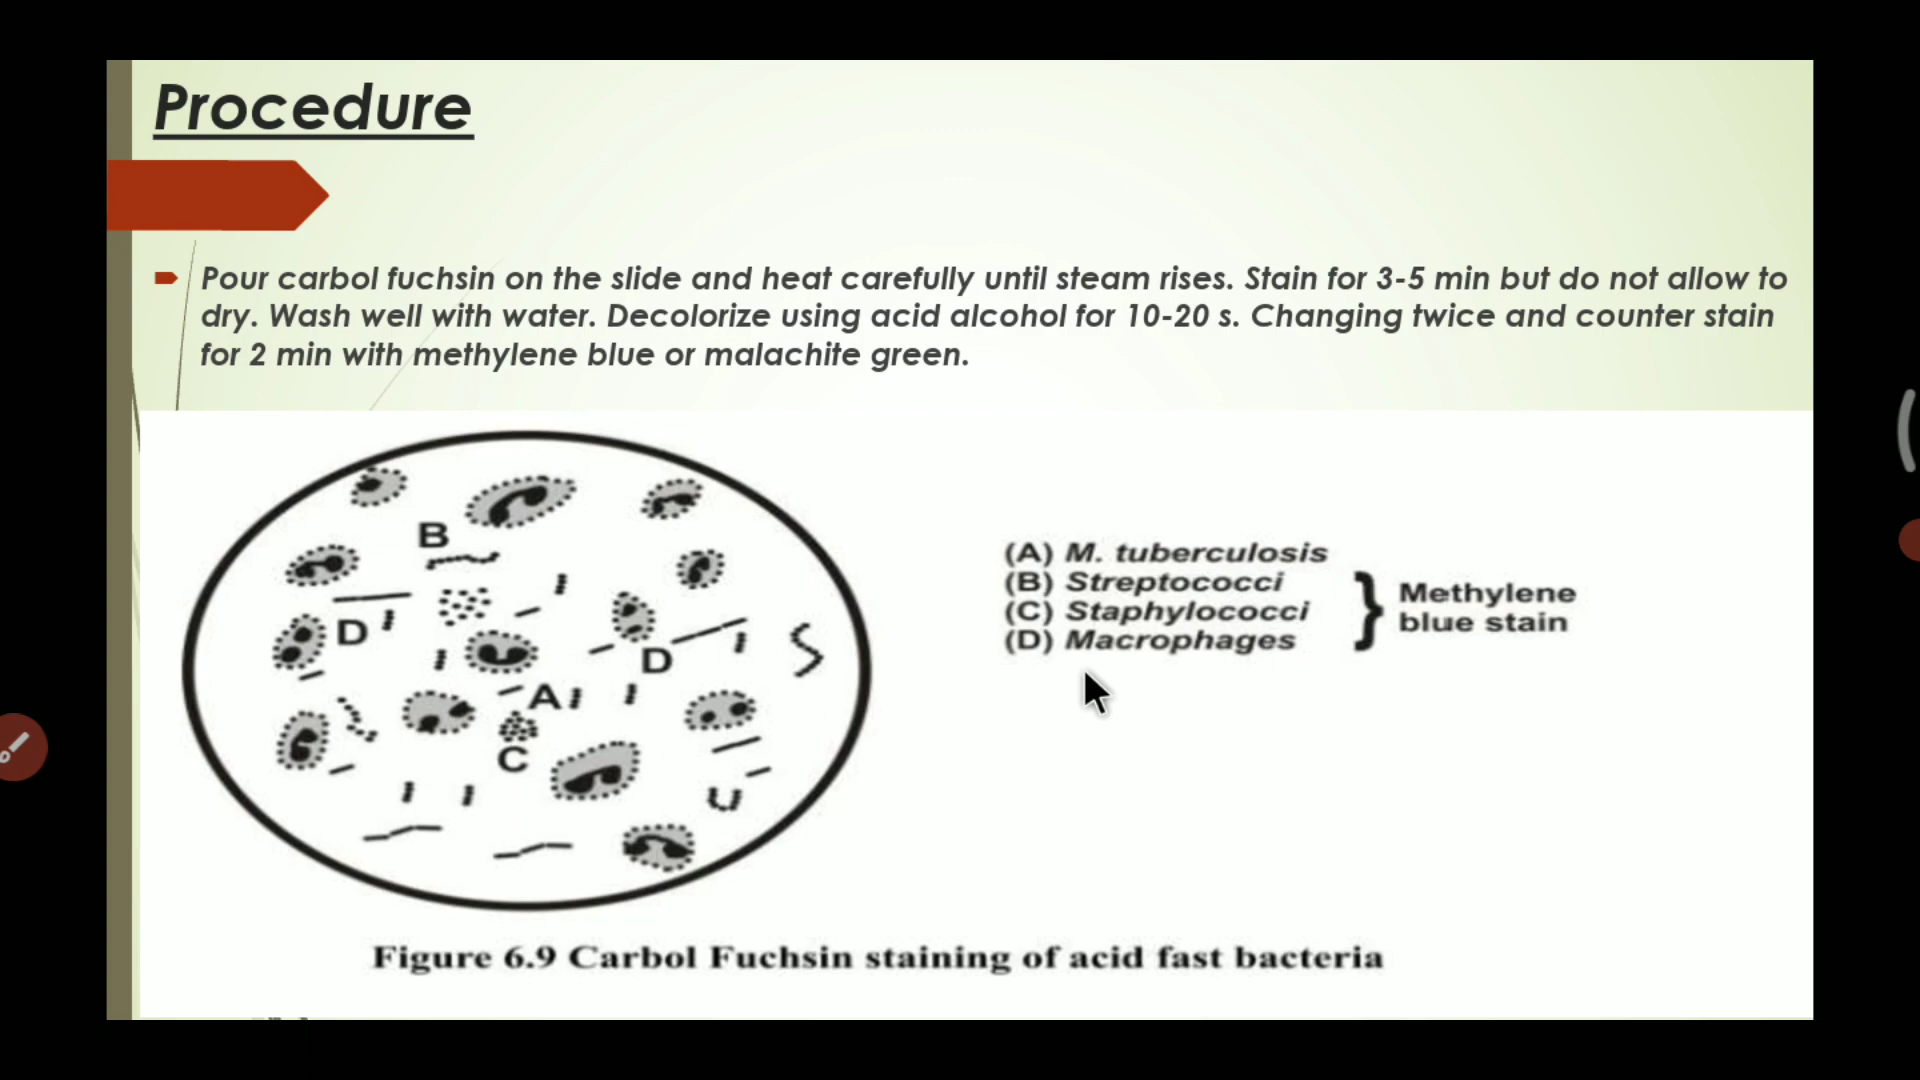 Procedure
Pour carbol fuchsin on the slide and heat carefully until steam rises. Stain for 3-5 min but do not allow to
dry. Wash well with water. Decolorize using acid alcohol for 10-20 s. Changing twice and counter stain
for 2 min with methylene blue or malachite green.
B
D
D
A
C
(A) M. tuberculosis
(B) Streptococci
(C) Staphylococci
(D) Macrophages
Methylene
blue stain
Figure 6.9 Carbol Fuchsin staining of acid fast bacteria